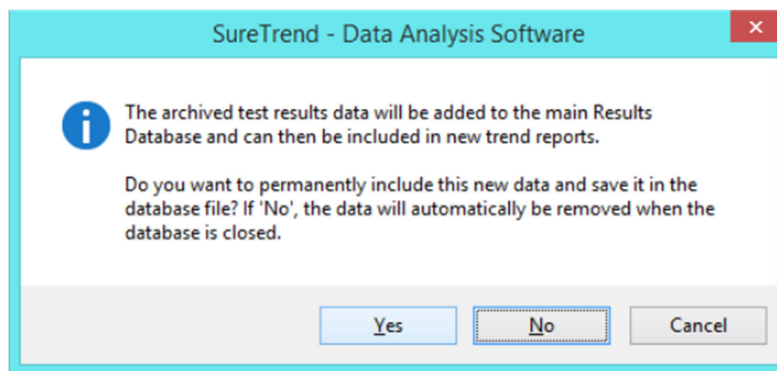 SureTrend - Data Analysis Software
The archived test results data will be added to the main Results
Database and can then be included in new trend reports.
Do you want to permanently include this new data and save it in the
database file? If 'No', the data will automatically be removed when the
database is closed.
Yes
No
Cancel